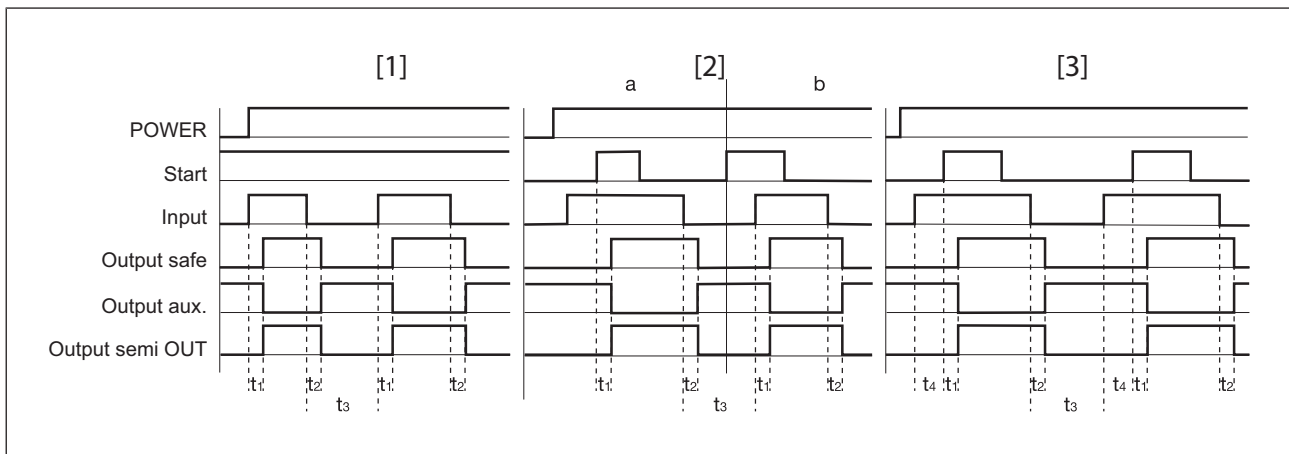 [1] [2] [3]
a b
POWER
Start
Input
Output safe
Output aux.
Output semi OUT
t1 t2 t1 t2 t1 t2 t1 t2 t4 t1 t2 t4 t1 t2
t3 t3 t3